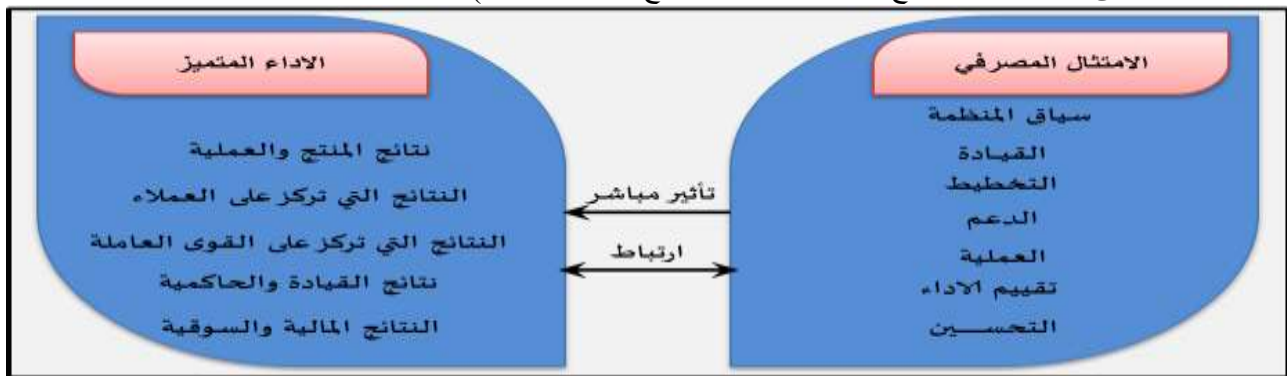 الامتثال المصرفي
سياق المنظمة
القيادة
التخطيط
الدعم
العملية
تقييم الاداء
التحســـين
تأثير مباشر
ارتباط
الاداء المتميز
نتائج المنتج والعملية
النتائج التي تركز على العملاء
النتائج التي تركز على القوى العاملة
نتائج القيادة والحاكمية
النتائج المالية والسوقية